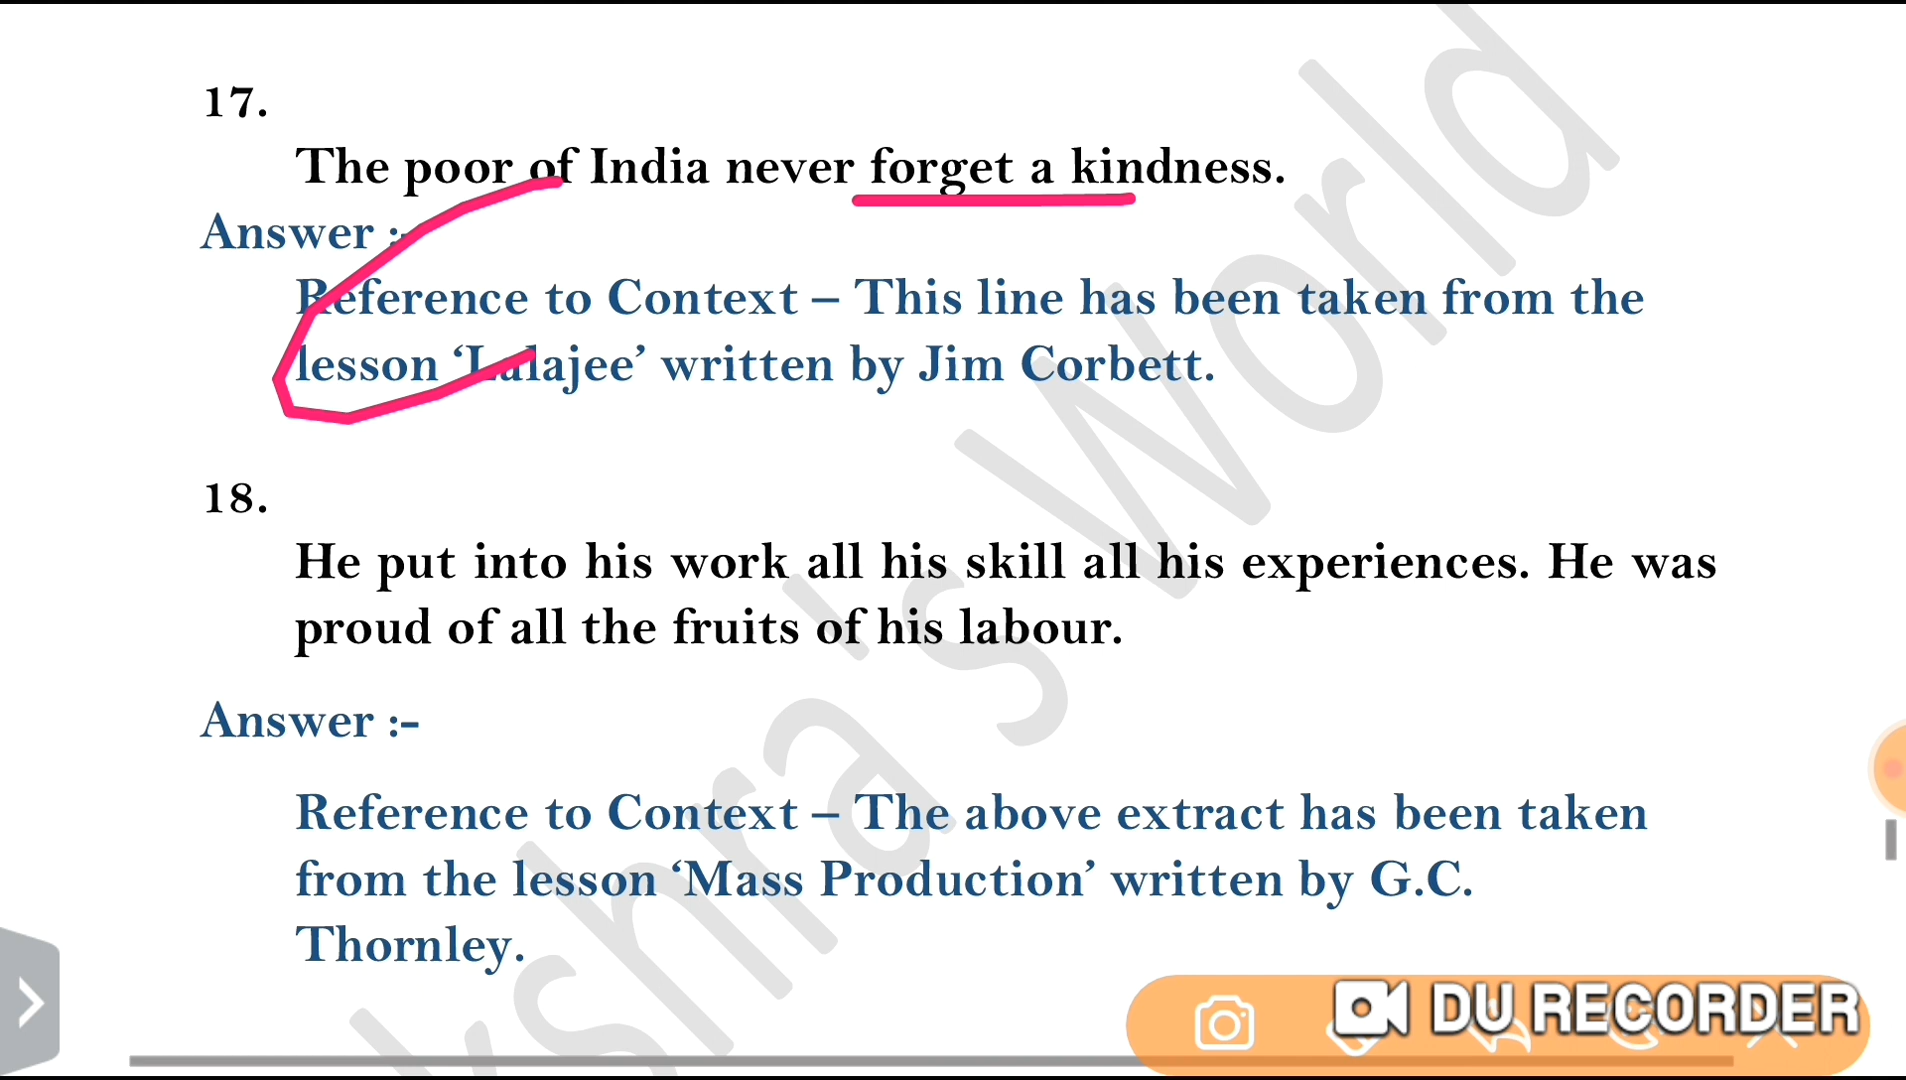 17.
The poor of India never forget a kindness.
Answer :-
Reference to Context – This line has been taken from the
lesson ‘Lalajee’ written by Jim Corbett.
18.
He put into his work all his skill all his experiences. He was
proud of all the fruits of his labour.
Answer :-
Reference to Context – The above extract has been taken
from the lesson ‘Mass Production’ written by G.C.
Thornley.
kshra's World
DU RECORDER